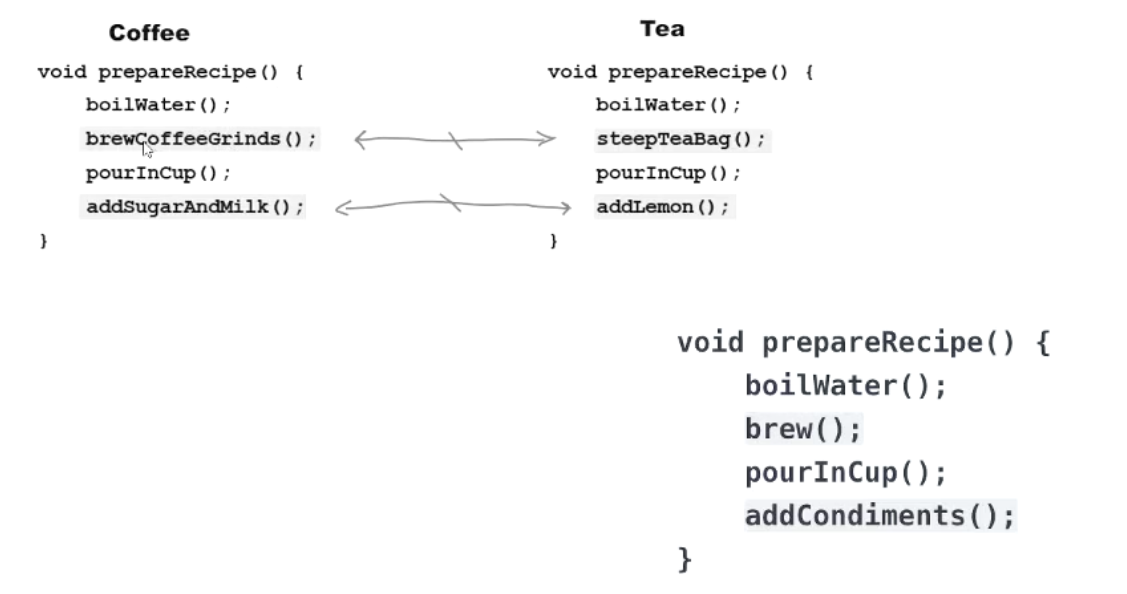 Coffee
void prepareRecipe() {
boilWater();
brewCoffeeGrinds();
pourInCup();
addSugarAndMilk();
}
Tea
void prepareRecipe() {
boilWater();
steepTeaBag();
pourInCup();
addLemon();
}
void prepareRecipe() {
boilWater();
brew();
pourInCup();
addCondiments();
}